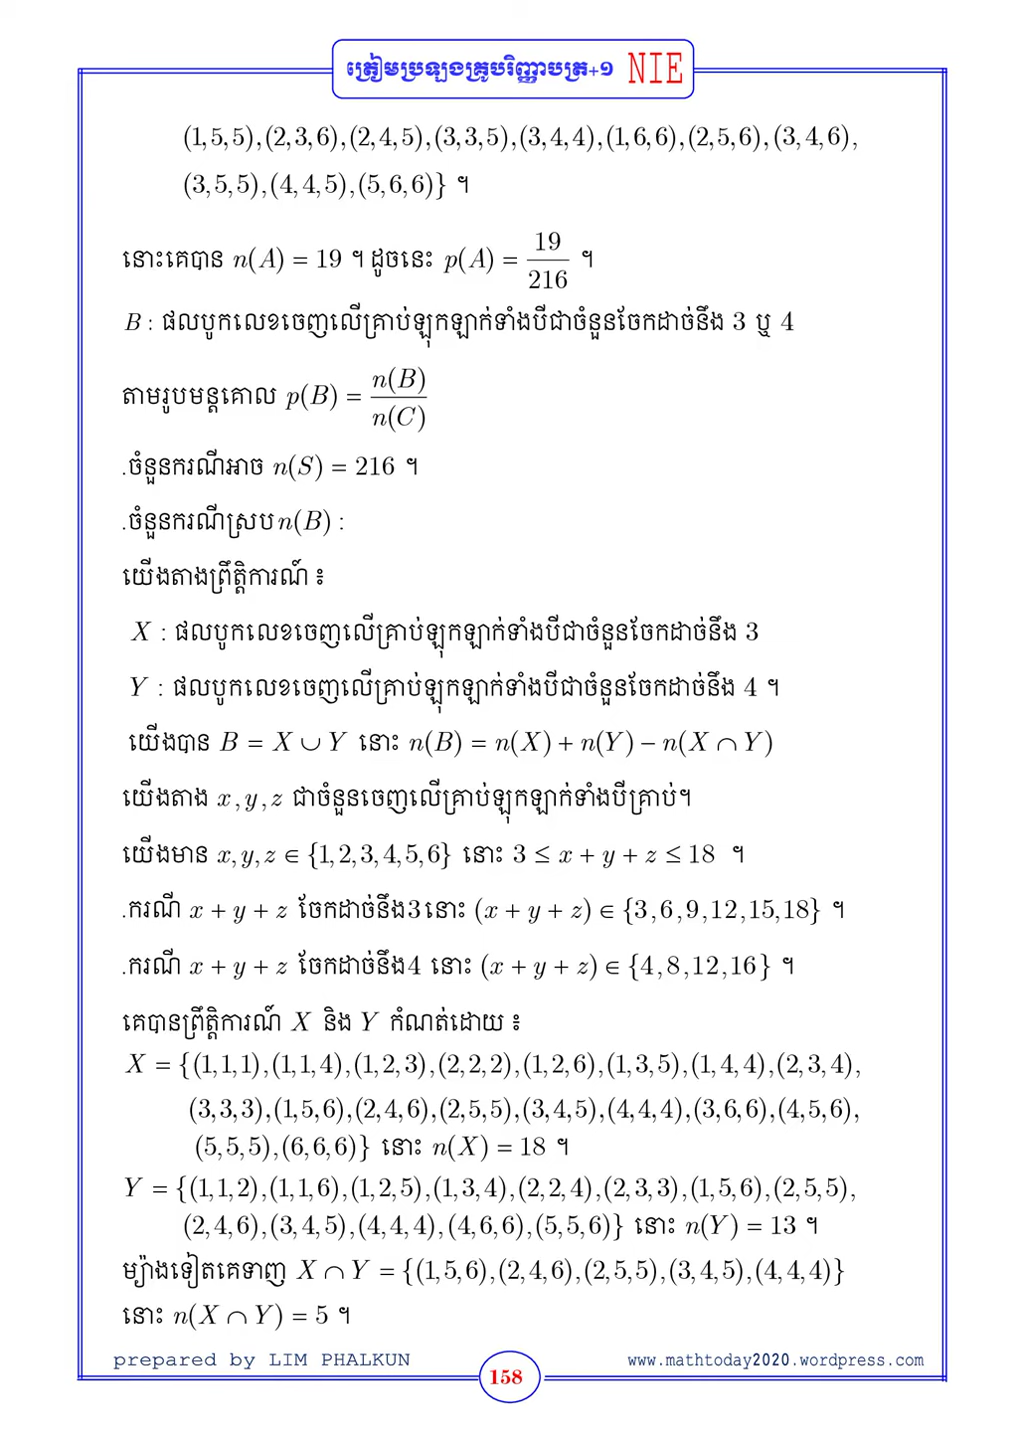 ត្រៀមប្រឡងគ្រូបរិញ្ញាបត្រ+១ NIE
(1,5,5),(2,3,6),(2,4,5),(3,3,5),(3,4,4),(1,6,6),(2,5,6),(3,4,6),
(3,5,5),(4,4,5),(5,6,6)} ។
នោះគេបាន n(A) = 19 ។ ដូចនេះ p(A) = 19/216 ។
B : ផលបូកលេខចេញលើគ្រាប់ឡុកឡាក់ទាំងបីជាចំនួនចែកដាច់នឹង 3 ឬ 4
តាមរូបមន្តគោល p(B) = n(B)/n(C)
.ចំនួនករណីអាច n(S) = 216 ។
.ចំនួនករណីស្របn(B) :
យើងតាងព្រឹត្តិការណ៍ ៖
X : ផលបូកលេខចេញលើគ្រាប់ឡុកឡាក់ទាំងបីជាចំនួនចែកដាច់នឹង 3
Y : ផលបូកលេខចេញលើគ្រាប់ឡុកឡាក់ទាំងបីជាចំនួនចែកដាច់នឹង 4 ។
យើងបាន B = X ∪ Y នោះ n(B) = n(X) + n(Y) − n(X ∩ Y)
យើងតាង x,y,z ជាចំនួនចេញលើគ្រាប់ឡុកឡាក់ទាំងបីគ្រាប់។
យើងមាន x,y,z ∈ {1,2,3,4,5,6} នោះ 3 ≤ x + y + z ≤ 18 ។
.ករណី x + y + z ចែកដាច់នឹង3នោះ (x + y + z) ∈ {3,6,9,12,15,18} ។
.ករណី x + y + z ចែកដាច់នឹង4 នោះ (x + y + z) ∈ {4,8,12,16} ។
គេបានព្រឹត្តិការណ៍ X និង Y កំណត់ដោយ ៖
X = {(1,1,1),(1,1,4),(1,2,3),(2,2,2),(1,2,6),(1,3,5),(1,4,4),(2,3,4),
(3,3,3),(1,5,6),(2,4,6),(2,5,5),(3,4,5),(4,4,4),(3,6,6),(4,5,6),
(5,5,5),(6,6,6)} នោះ n(X) = 18 ។
Y = {(1,1,2),(1,1,6),(1,2,5),(1,3,4),(2,2,4),(2,3,3),(1,5,6),(2,5,5),
(2,4,6),(3,4,5),(4,4,4),(4,6,6),(5,5,6)} នោះ n(Y) = 13 ។
ម្យ៉ាងទៀតគេទាញ X ∩ Y = {(1,5,6),(2,4,6),(2,5,5),(3,4,5),(4,4,4)}
នោះ n(X ∩ Y) = 5 ។
prepared by LIM PHALKUN
www.mathtoday2020.wordpress.com
158